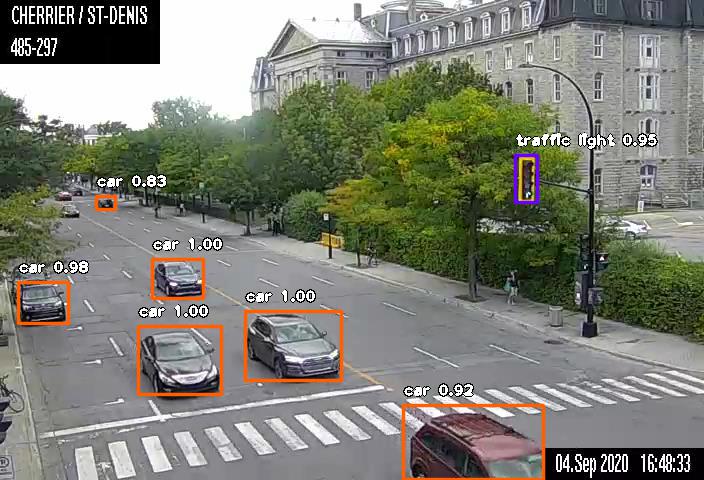 CHERRIER / ST-DENIS
485-297
traffic light 0.95
car 0.83
car 1.00
car 0.98
car 1.00
car 1.00
car 0.92
04.Sep 2020 16:48:33